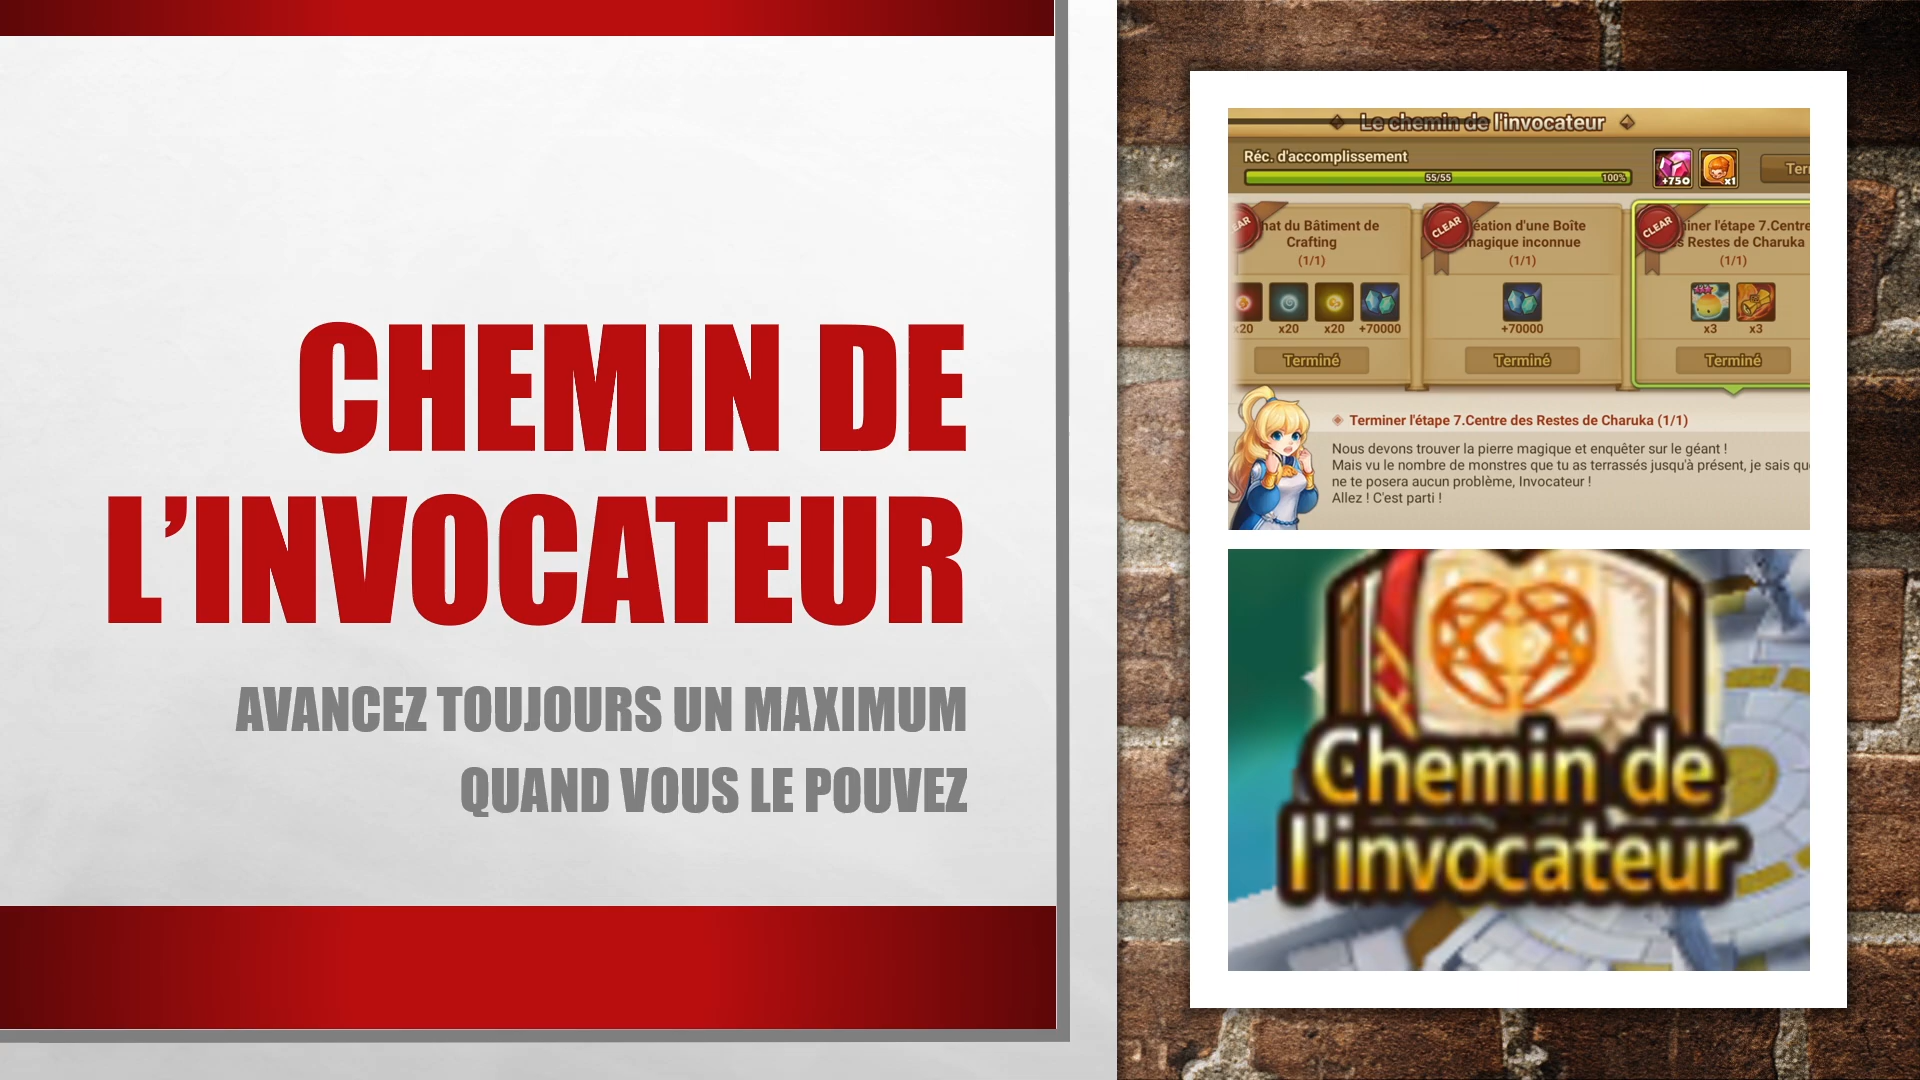 CHEMIN DE
L’INVOCATEUR
AVANCEZ TOUJOURS UN MAXIMUM
QUAND VOUS LE POUVEZ
Le chemin de l'invocateur
Réc. d'accomplissement
55/55
100%
+750
x1
CLEAR
du Bâtiment de
Crafting
(1/1)
x20
x20
x20
+70000
Terminé
CLEAR
d'une Boîte
magique inconnue
(1/1)
+70000
Terminé
CLEAR
l'étape 7.Centre
Restes de Charuka
(1/1)
x3
x3
Terminé
Terminer l'étape 7.Centre des Restes de Charuka (1/1)
Nous devons trouver la pierre magique et enquêter sur le géant !
Mais vu le nombre de monstres que tu as terrassés jusqu'à présent, je sais
ne te posera aucun problème, Invocateur !
Allez ! C'est parti !
Chemin de
l'invocateur